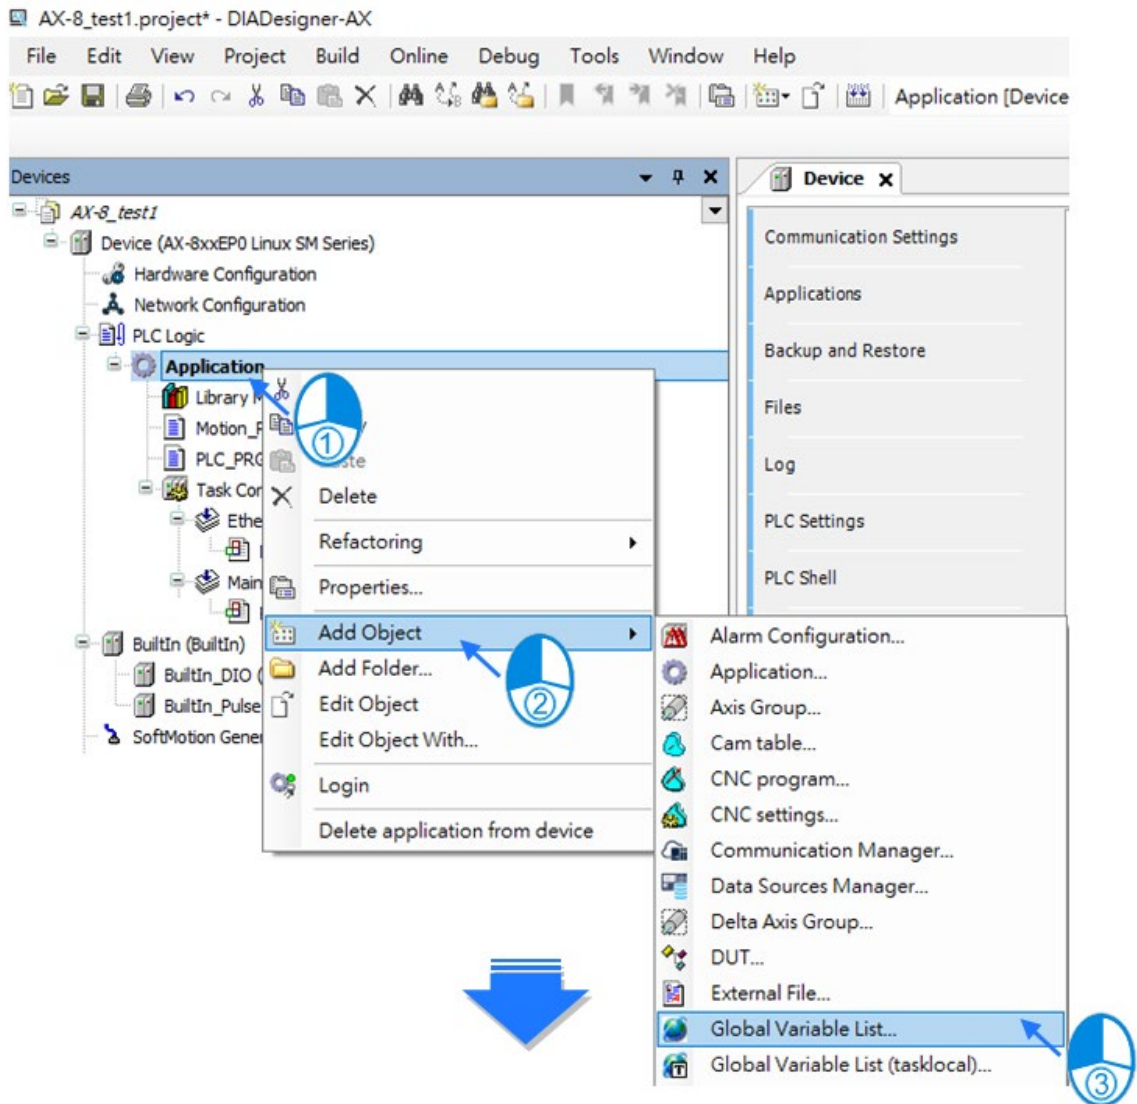 AX-8_test1.project* - DIADesigner-AX
File Edit View Project Build Online Debug Tools Window Help
Application [Device
Devices
Device
AX-8_test1
Device (AX-8xxEP0 Linux SM Series)
Communication Settings
Hardware Configuration
Applications
Network Configuration
PLC Logic
Backup and Restore
Application
Library
Files
Motion_
1
PLC_PRG
Log
Delete
Task Con
PLC Settings
Ethe
Refactoring
PLC Shell
Main
Properties...
Add Object
Alarm Configuration...
BuiltIn (BuiltIn)
Add Folder...
Application...
BuiltIn_DIO (
2
Edit Object
Axis Group...
BuiltIn_Pulse
Edit Object With...
Cam table...
SoftMotion Gener
Login
CNC program...
CNC settings...
Delete application from device
Communication Manager...
Data Sources Manager...
Delta Axis Group...
DUT...
External File...
Global Variable List...
Global Variable List (tasklocal)...
3